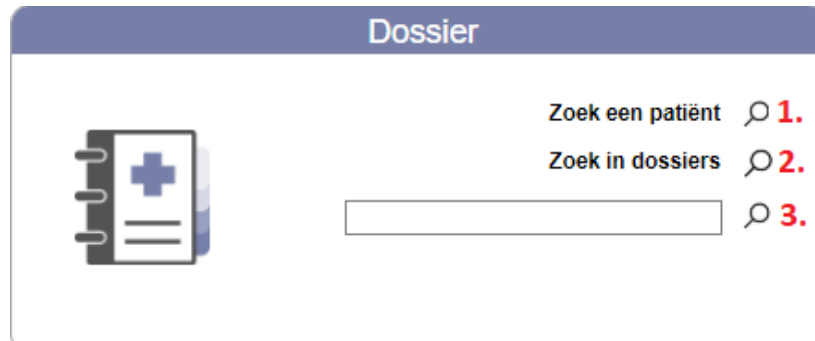 Dossier
Zoek een patiënt 1.
Zoek in dossiers 2.
3.